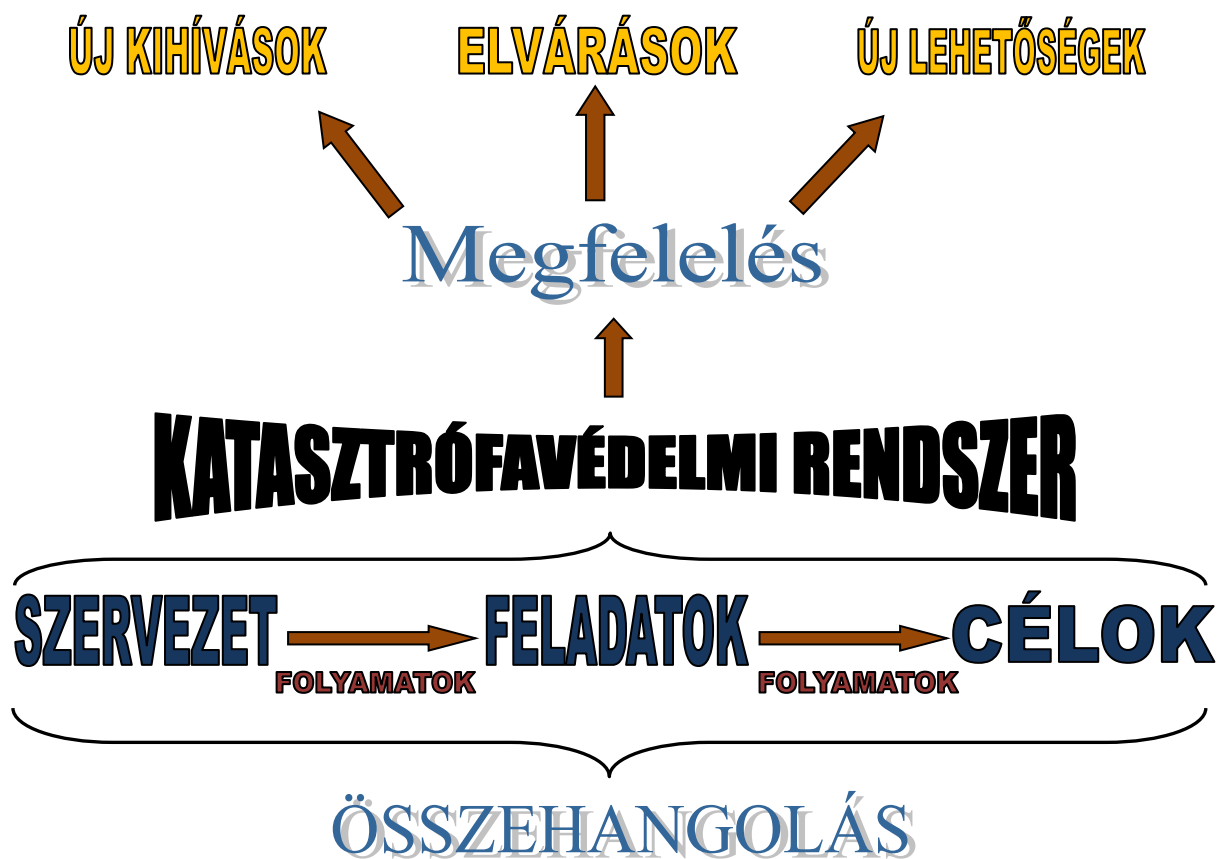 ÚJ KIHÍVÁSOK ELVÁRÁSOK ÚJ LEHETŐSÉGEK
Megfelelés
KATASZTRÓFAVÉDELMI RENDSZER
SZERVEZET FELADATOK CÉLOK
FOLYAMATOK FOLYAMATOK
ÖSSZEHANGOLÁS